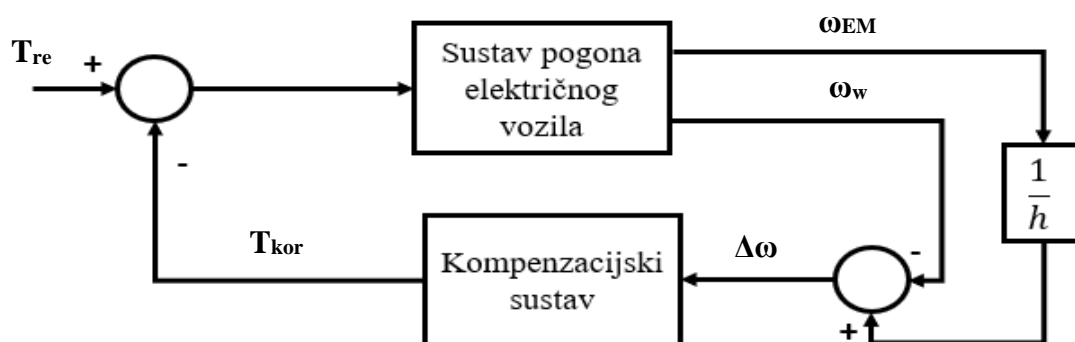 ω_EM
T_re
+
Sustav pogona
električnog
vozila
ω_w
-
1
h
T_kor
Δω
-
Kompenzacijski
sustav
+